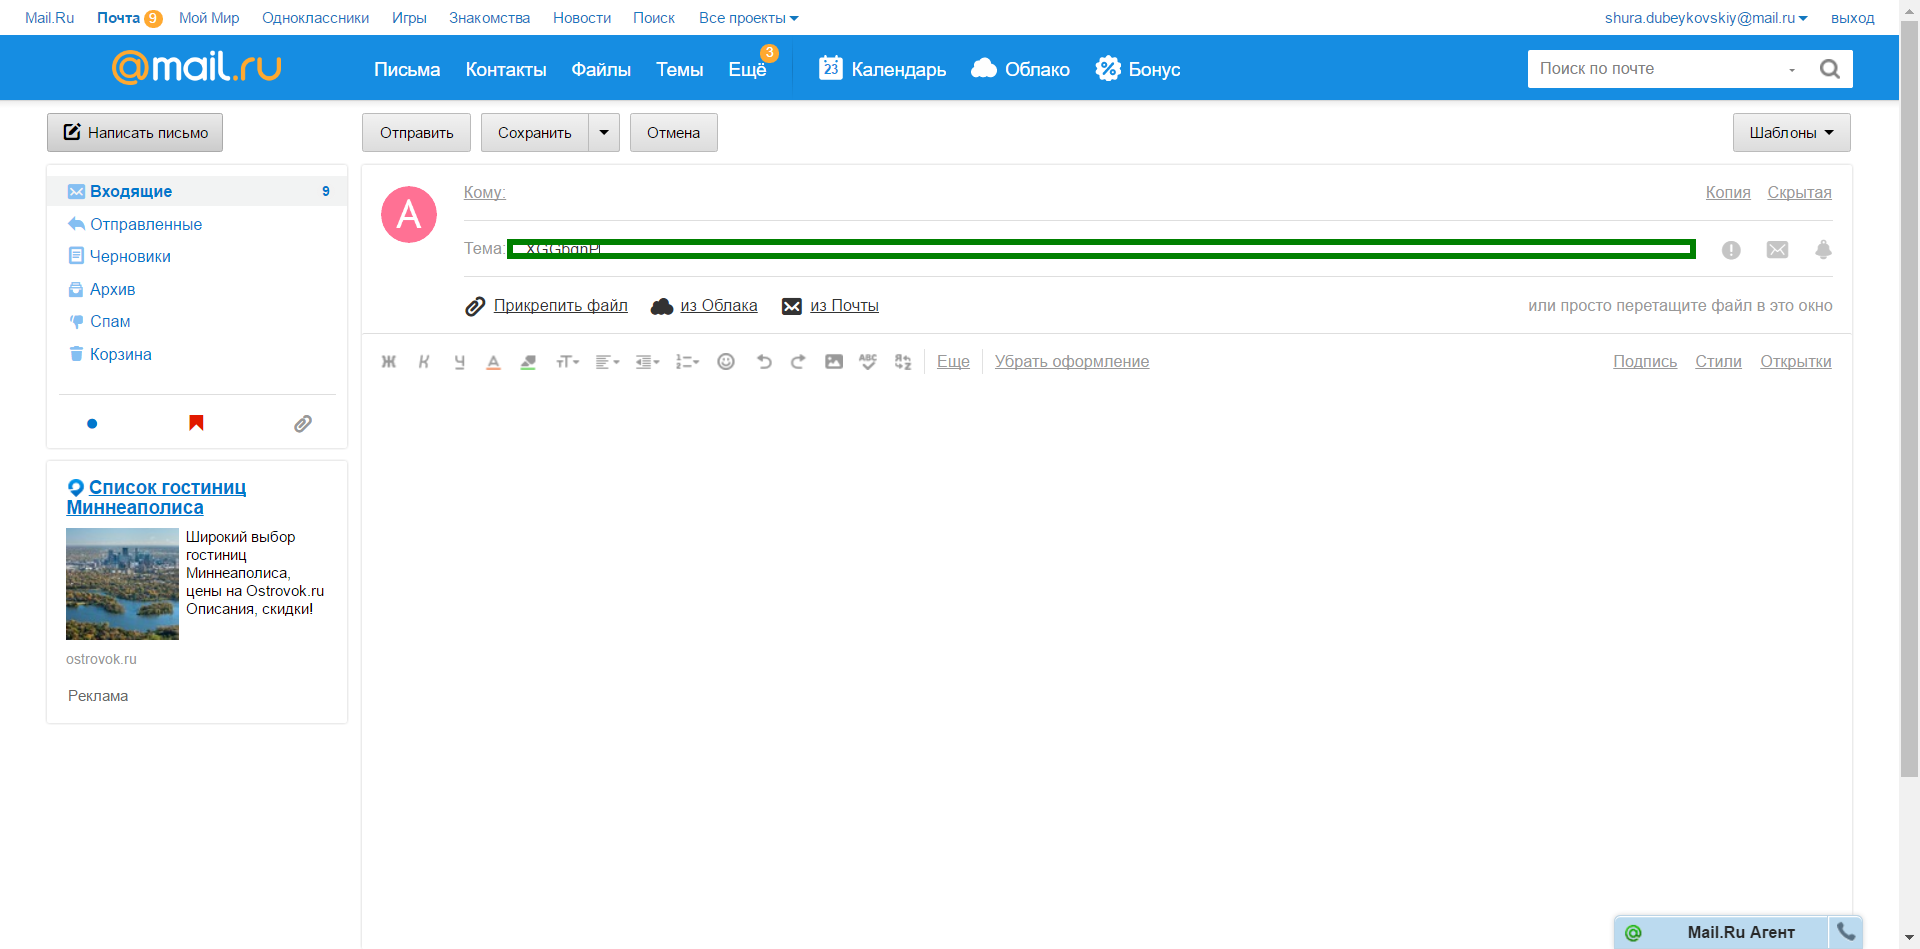 Mail.Ru Почта 9 Мой Мир Одноклассники Игры Знакомства Новости Поиск Все проекты shura.dubeykovskiy@mail.ru выход
@mail.ru Письма Контакты Файлы Темы Ещё 3 23 Календарь Облако Бонус Поиск по почте
Написать письмо Отправить Сохранить Отмена Шаблоны
Входящие 9
Отправленные
Черновики
Архив
Спам
Корзина
Список гостиниц
Миннеаполиса
Широкий выбор
гостиниц
Миннеаполиса,
цены на Ostrovok.ru
Описания, скидки!
ostrovok.ru
Реклама
А
Кому: Копия Скрытая
Тема:
Прикрепить файл из Облака из Почты или просто перетащите файл в это окно
Ж К Ч А тТ ABC Еще Убрать оформление Подпись Стили Открытки
Mail.Ru Агент